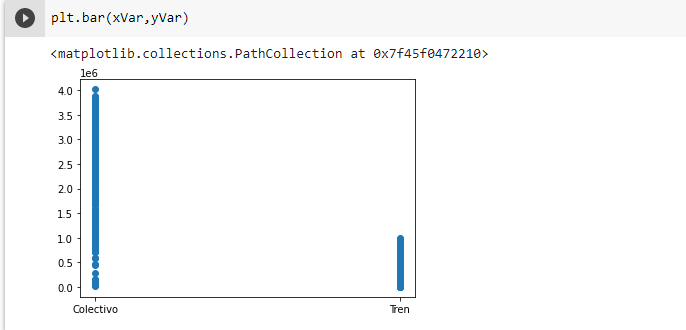 plt.bar(xVar,yVar)
<matplotlib.collections.PathCollection at 0x7f45f0472210>
1e6
4.0
3.5
3.0
2.5
2.0
1.5
1.0
0.5
0.0
Colectivo Tren